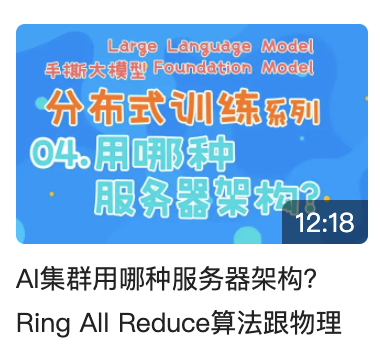 Large Language Model
手撕大模型 Foundation Model
分布式训练系列
04.用哪种
服务器架构?
12:18
AI集群用哪种服务器架构?
Ring All Reduce算法跟物理